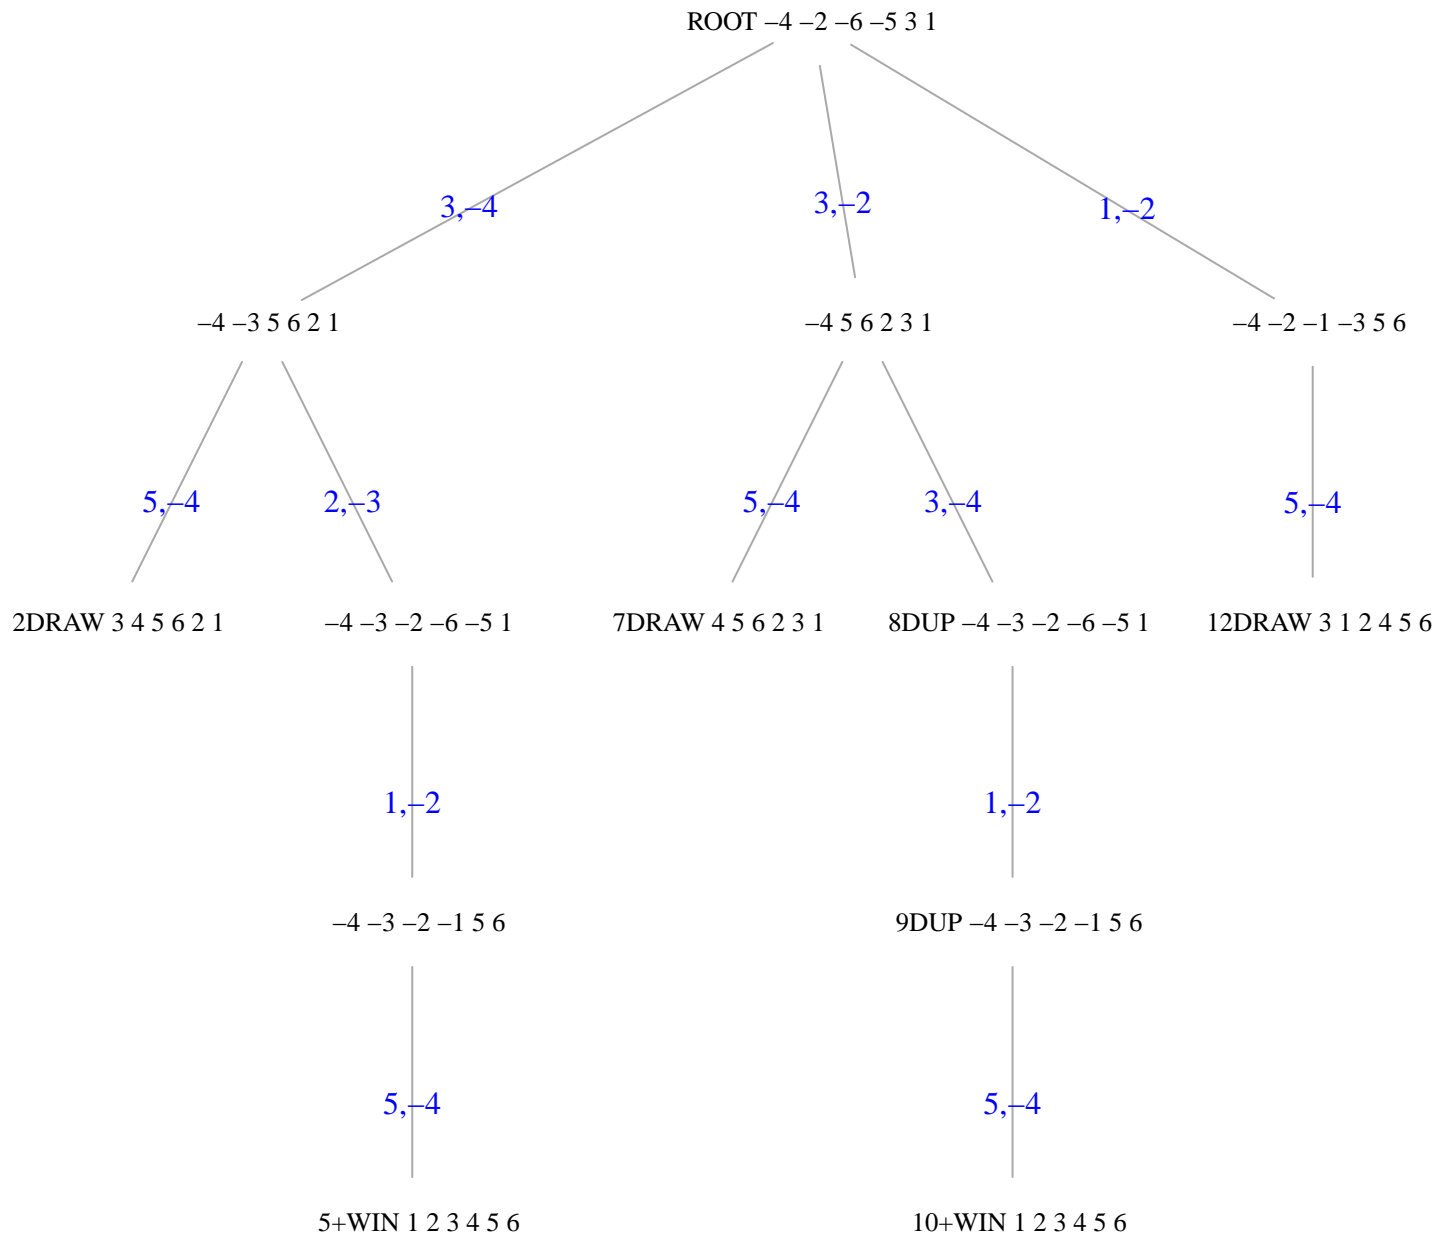 ROOT –4 –2 –6 –5 3 1
3,–4
3,–2
1,–2
–4 –3 5 6 2 1
–4 5 6 2 3 1
–4 –2 –1 –3 5 6
5,–4
2,–3
5,–4
3,–4
5,–4
2DRAW 3 4 5 6 2 1
–4 –3 –2 –6 –5 1
7DRAW 4 5 6 2 3 1
8DUP –4 –3 –2 –6 –5 1
12DRAW 3 1 2 4 5 6
1,–2
1,–2
–4 –3 –2 –1 5 6
9DUP –4 –3 –2 –1 5 6
5,–4
5,–4
5+WIN 1 2 3 4 5 6
10+WIN 1 2 3 4 5 6